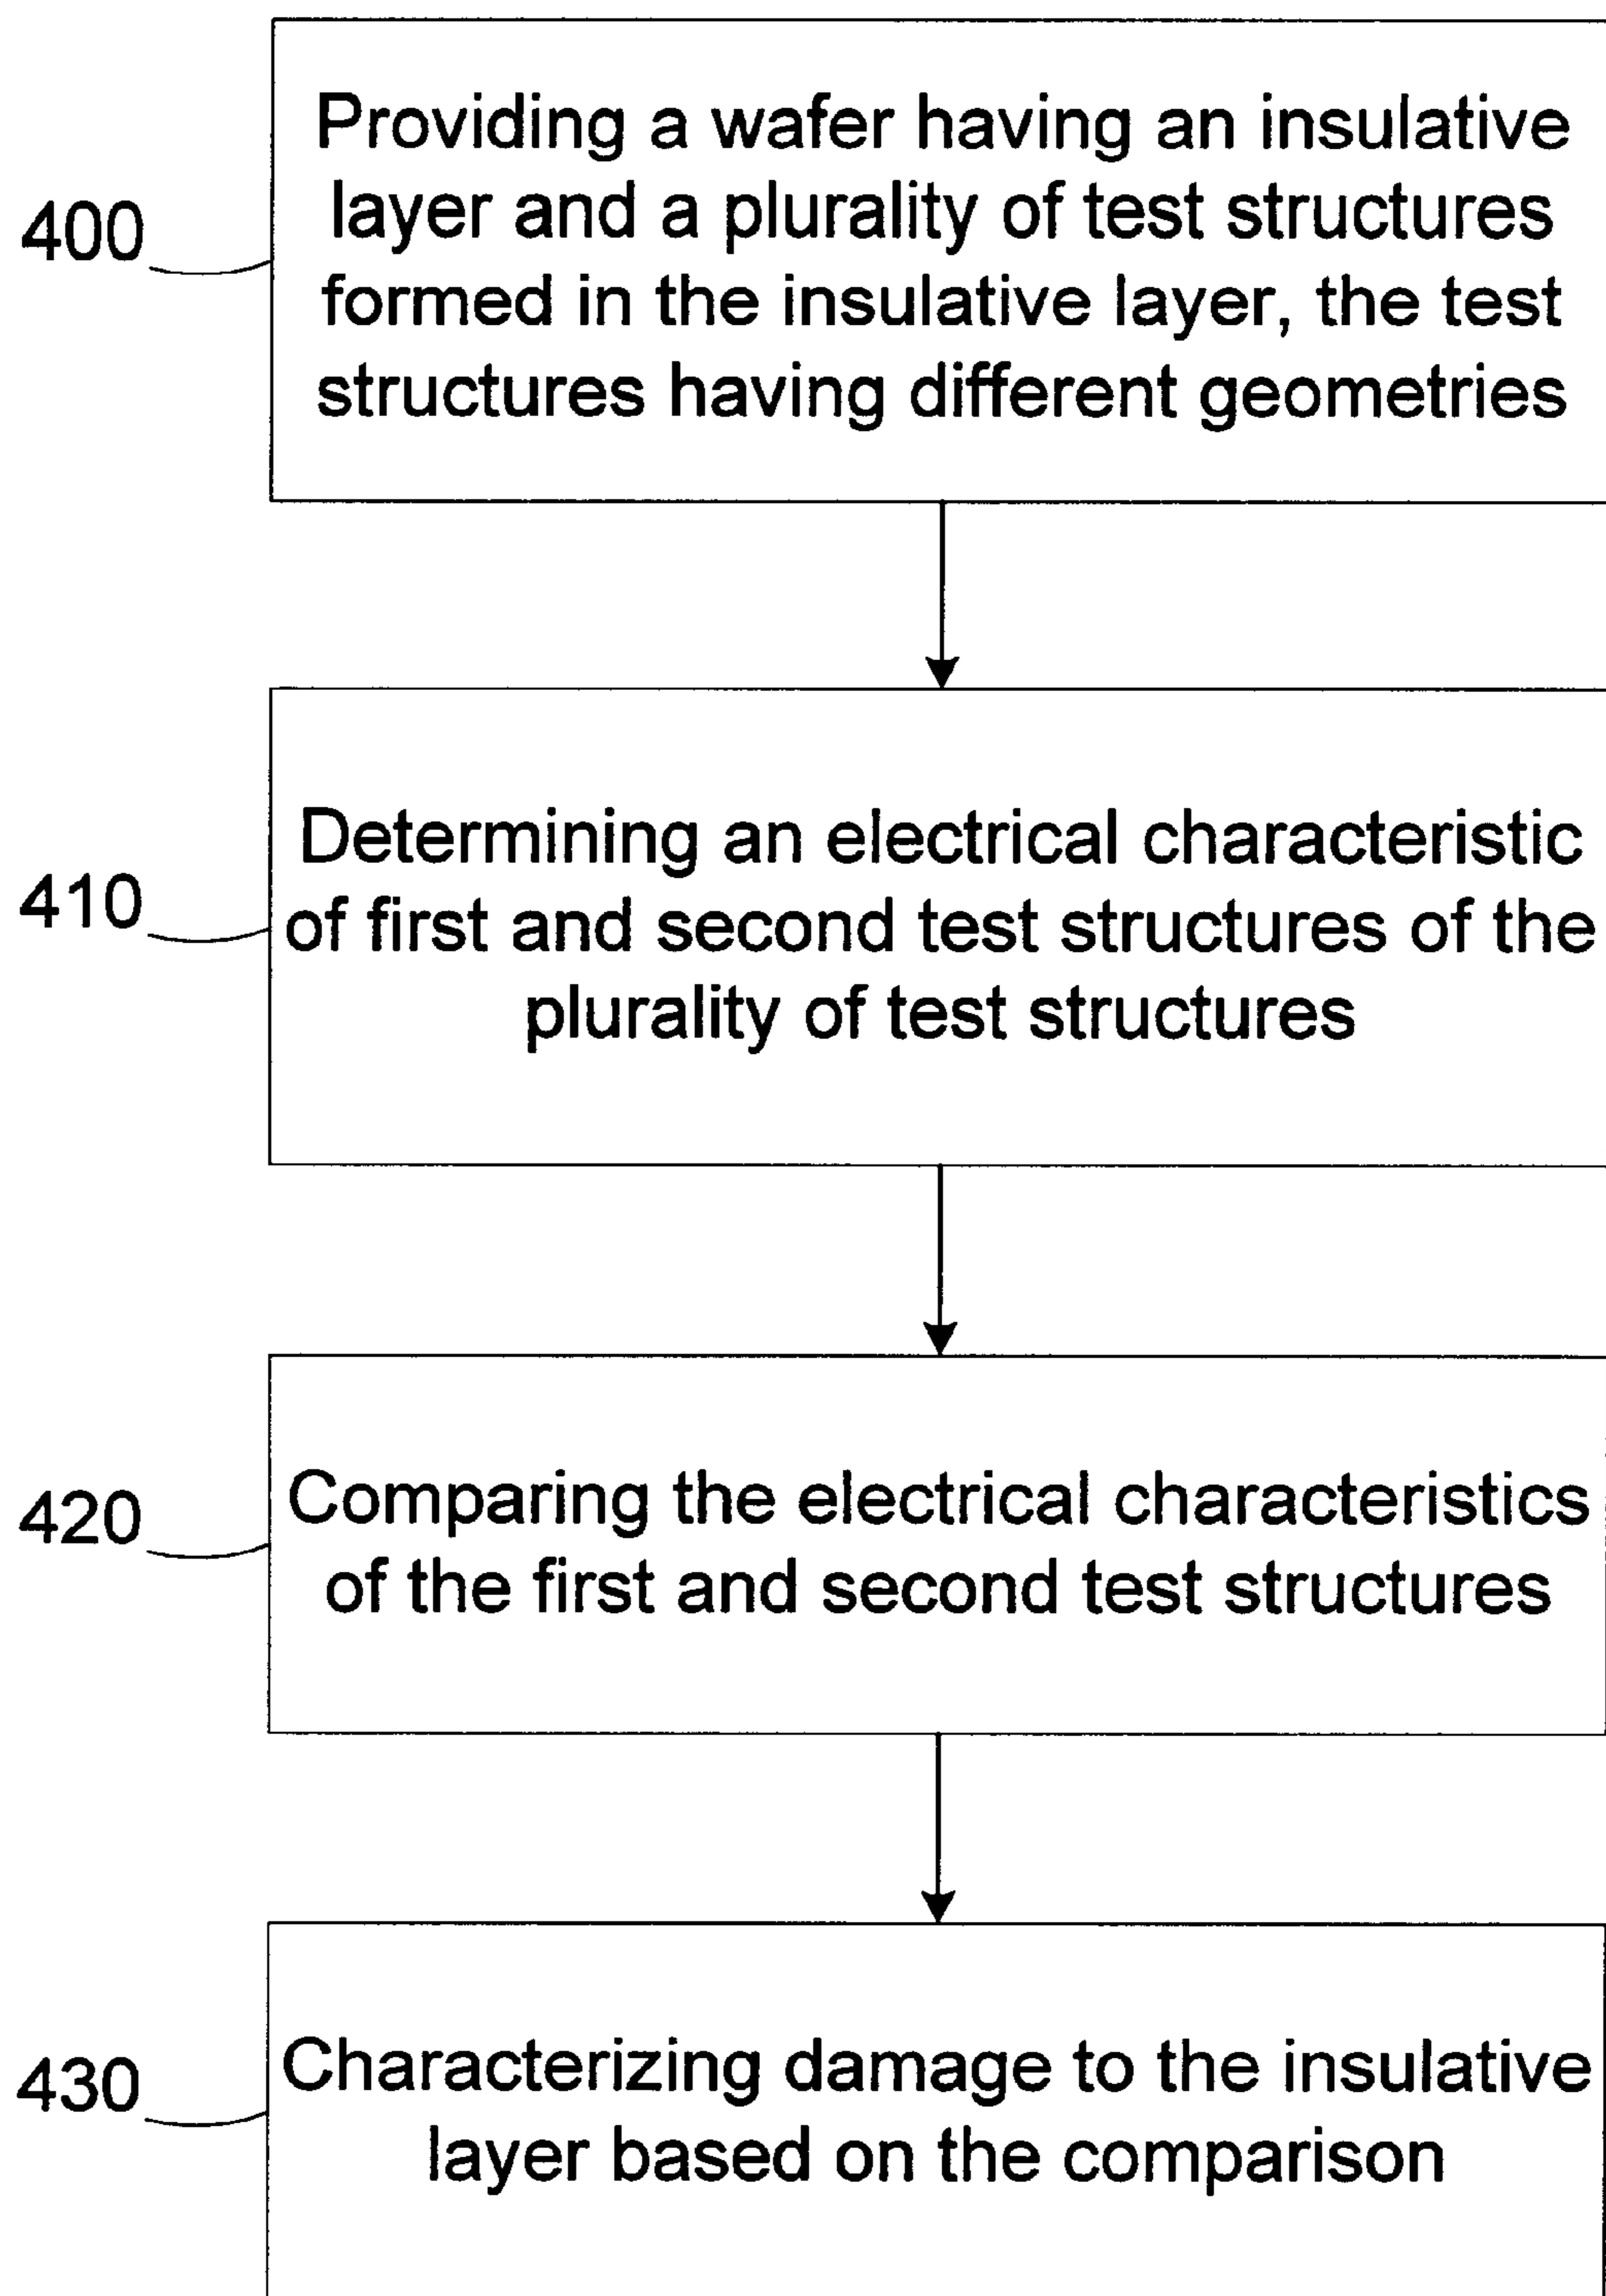 Providing a wafer having an insulative
layer and a plurality of test structures
formed in the insulative layer, the test
structures having different geometries
400
Determining an electrical characteristic
of first and second test structures of the
plurality of test structures
410
Comparing the electrical characteristics
of the first and second test structures
420
Characterizing damage to the insulative
layer based on the comparison
430